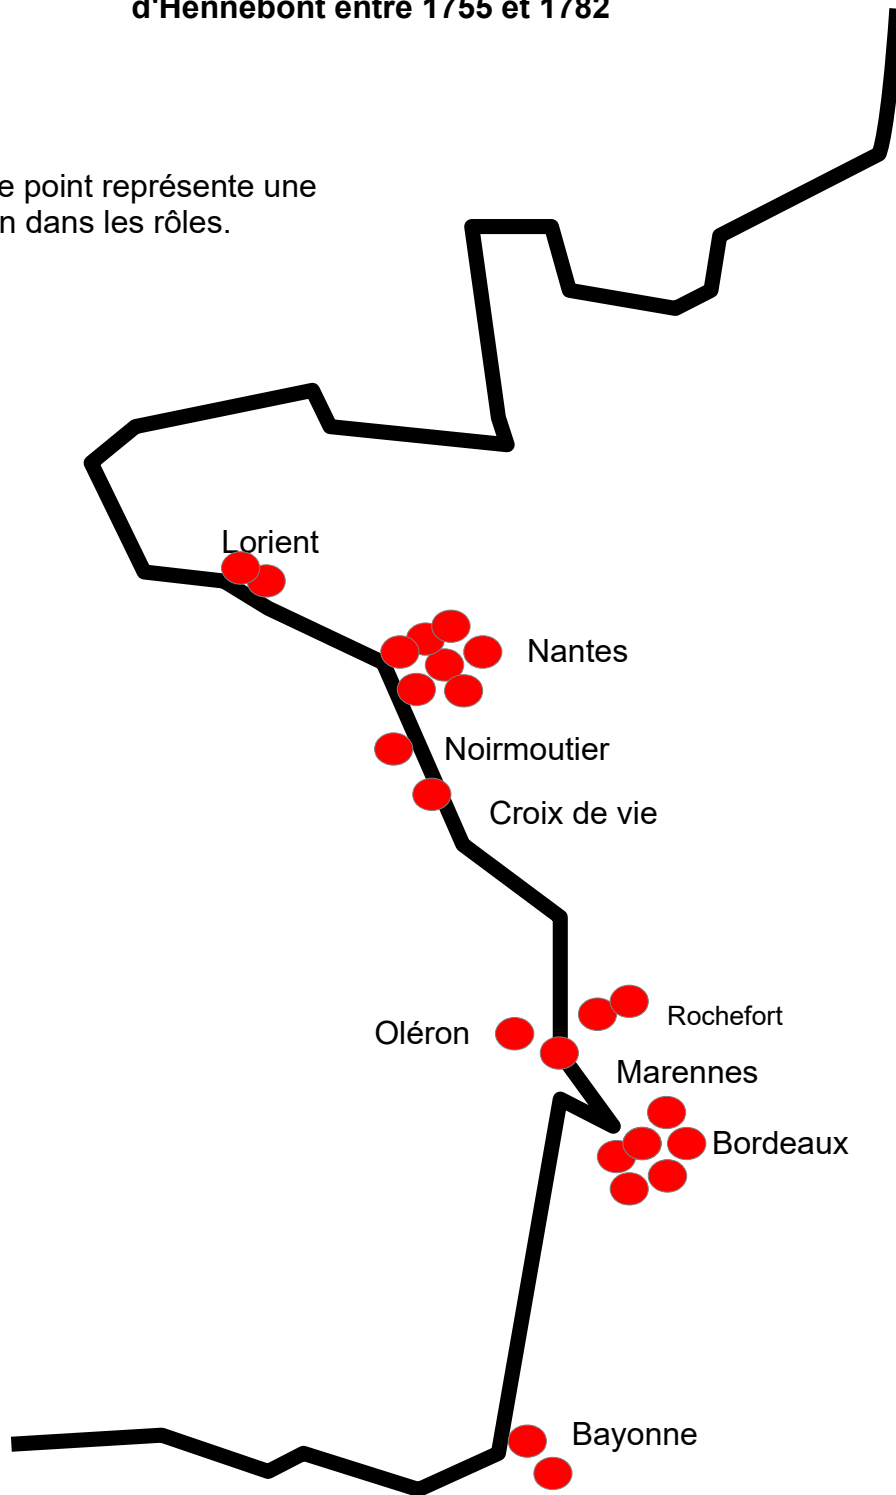 d'Hennebont entre 1755 et 1782
e point représente une
n dans les rôles.
Lorient
Nantes
Noirmoutier
Croix de vie
Rochefort
Oléron
Marennes
Bordeaux
Bayonne